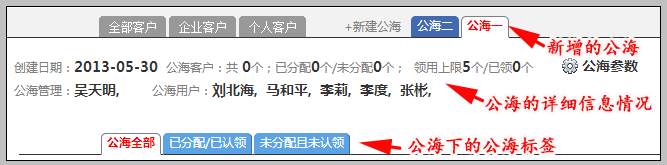 全部客户 企业客户 个人客户 +新建公海 公海二 公海一
新增的公海
创建日期：2013-05-30 公海客户：共 0个；已分配0个/未分配0个； 领用上限5个/已领0个 公海参数
公海管理：吴天明, 公海用户：刘北海, 马和平, 李莉, 李度, 张彬,
公海的详细信息情况
公海全部 已分配/已认领 未分配且未认领
公海下的公海标签